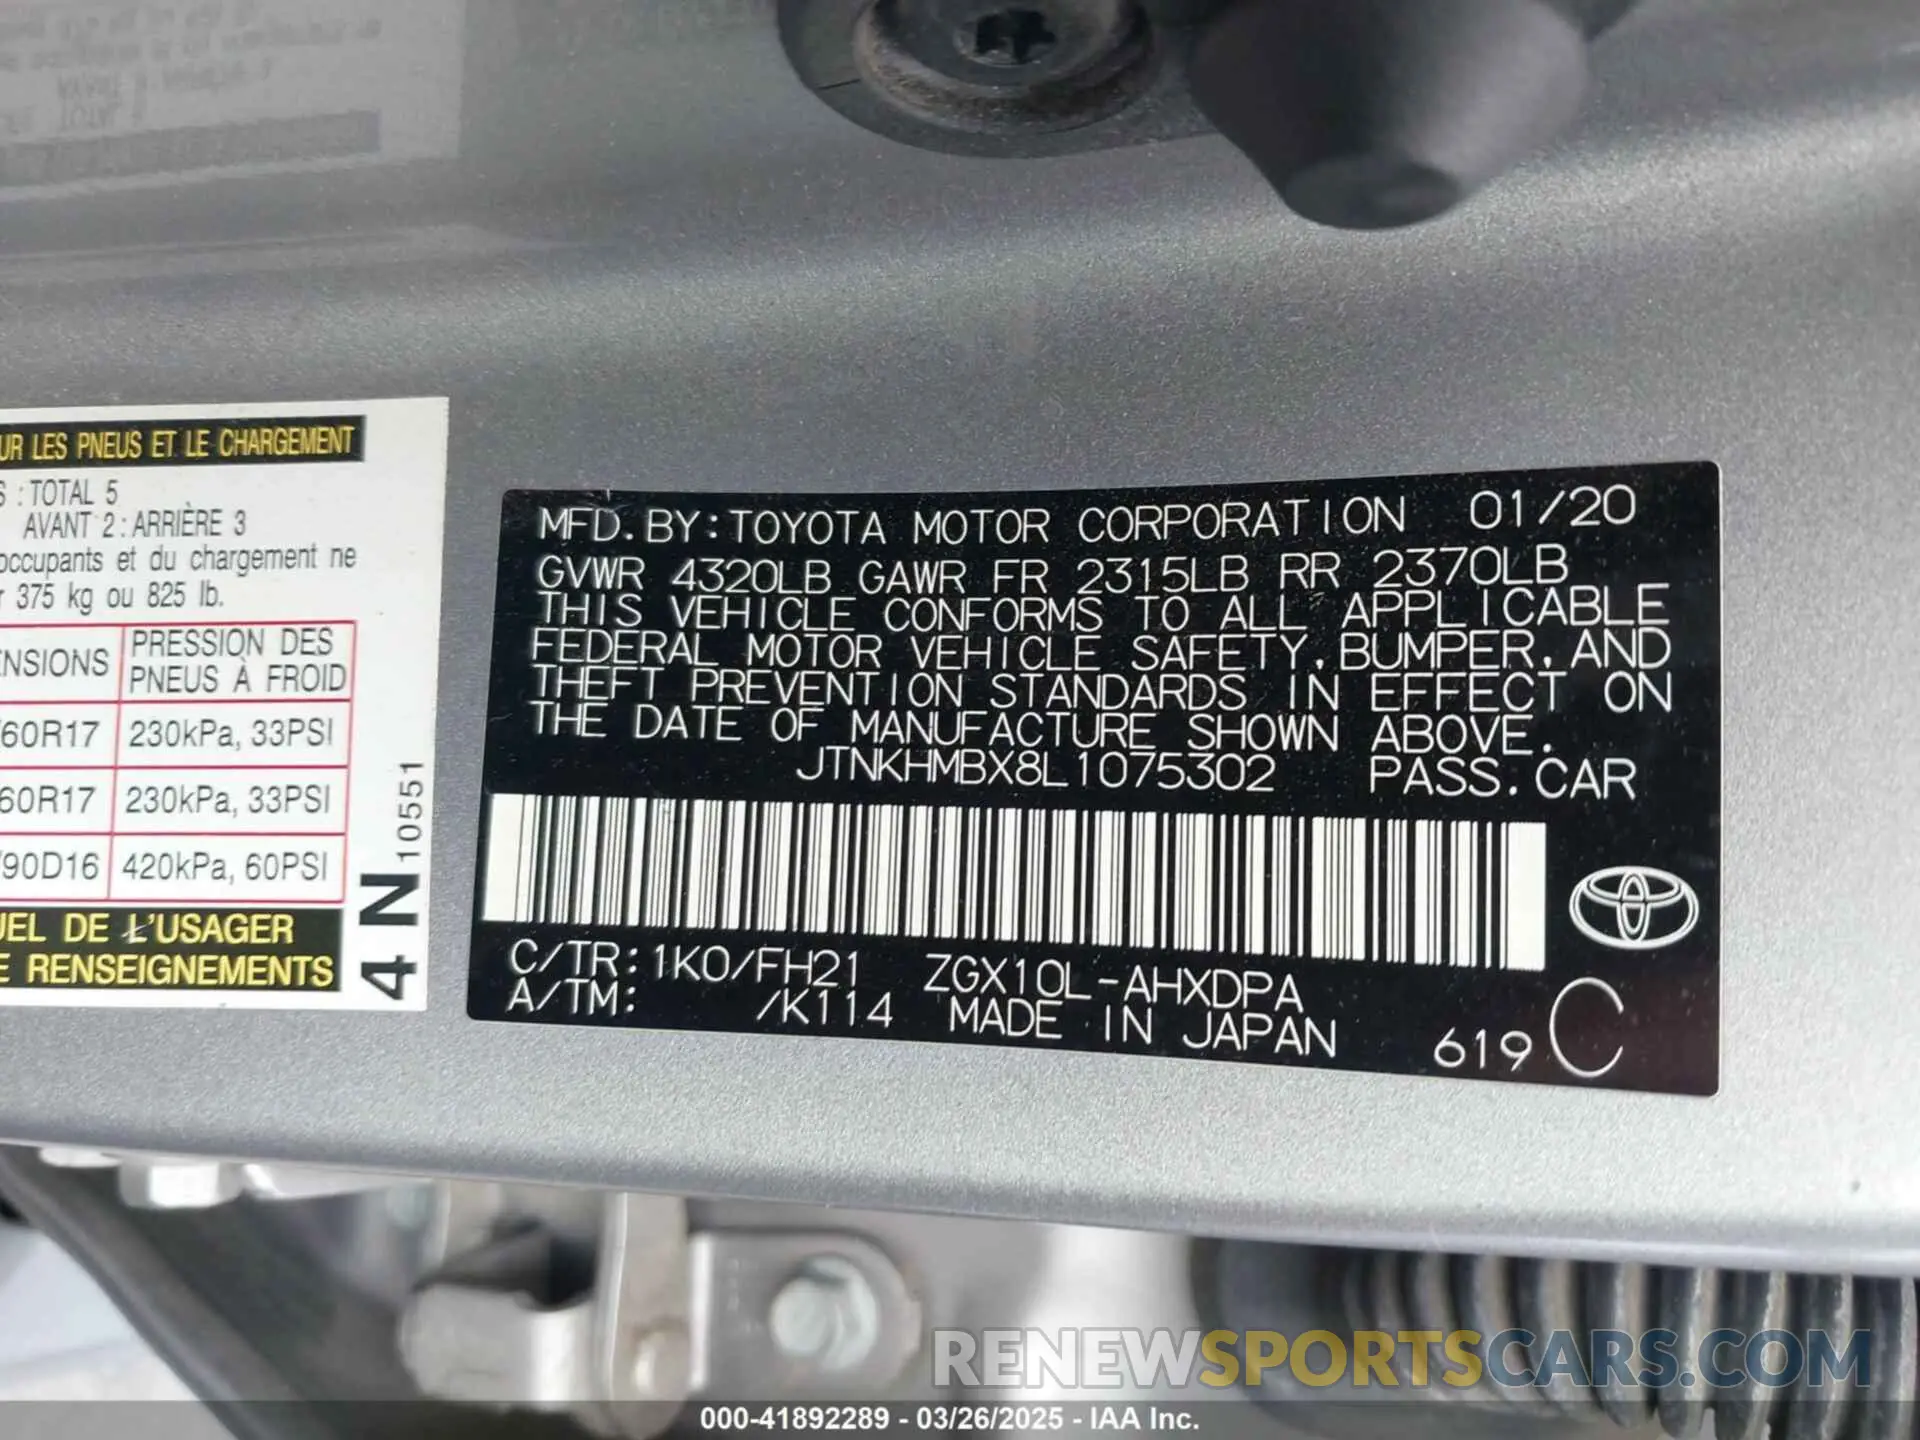 UR LES PNEUS ET LE CHARGEMENT
S : TOTAL 5
AVANT 2 : ARRIÈRE 3
occupants et du chargement ne
r 375 kg ou 825 lb.
ENSIONS PRESSION DES
PNEUS À FROID
/60R17 230kPa, 33PSI
60R17 230kPa, 33PSI
/90D16 420kPa, 60PSI
UEL DE L'USAGER
E RENSEIGNEMENTS
4N 10551
MFD. BY: TOYOTA MOTOR CORPORATION 01/20
GVWR 4320LB GAWR FR 2315LB RR 2370LB
THIS VEHICLE CONFORMS TO ALL APPLICABLE
FEDERAL MOTOR VEHICLE SAFETY, BUMPER, AND
THEFT PREVENTION STANDARDS IN EFFECT ON
THE DATE OF MANUFACTURE SHOWN ABOVE.
JTNKHMBX8L1075302 PASS. CAR
C/TR: 1K0/FH21 ZGX10L-AHXDPA
A/TM: /K114 MADE IN JAPAN 619 C
RENEWSPORTSCARS.COM
000-41892289 - 03/26/2025 - IAA Inc.